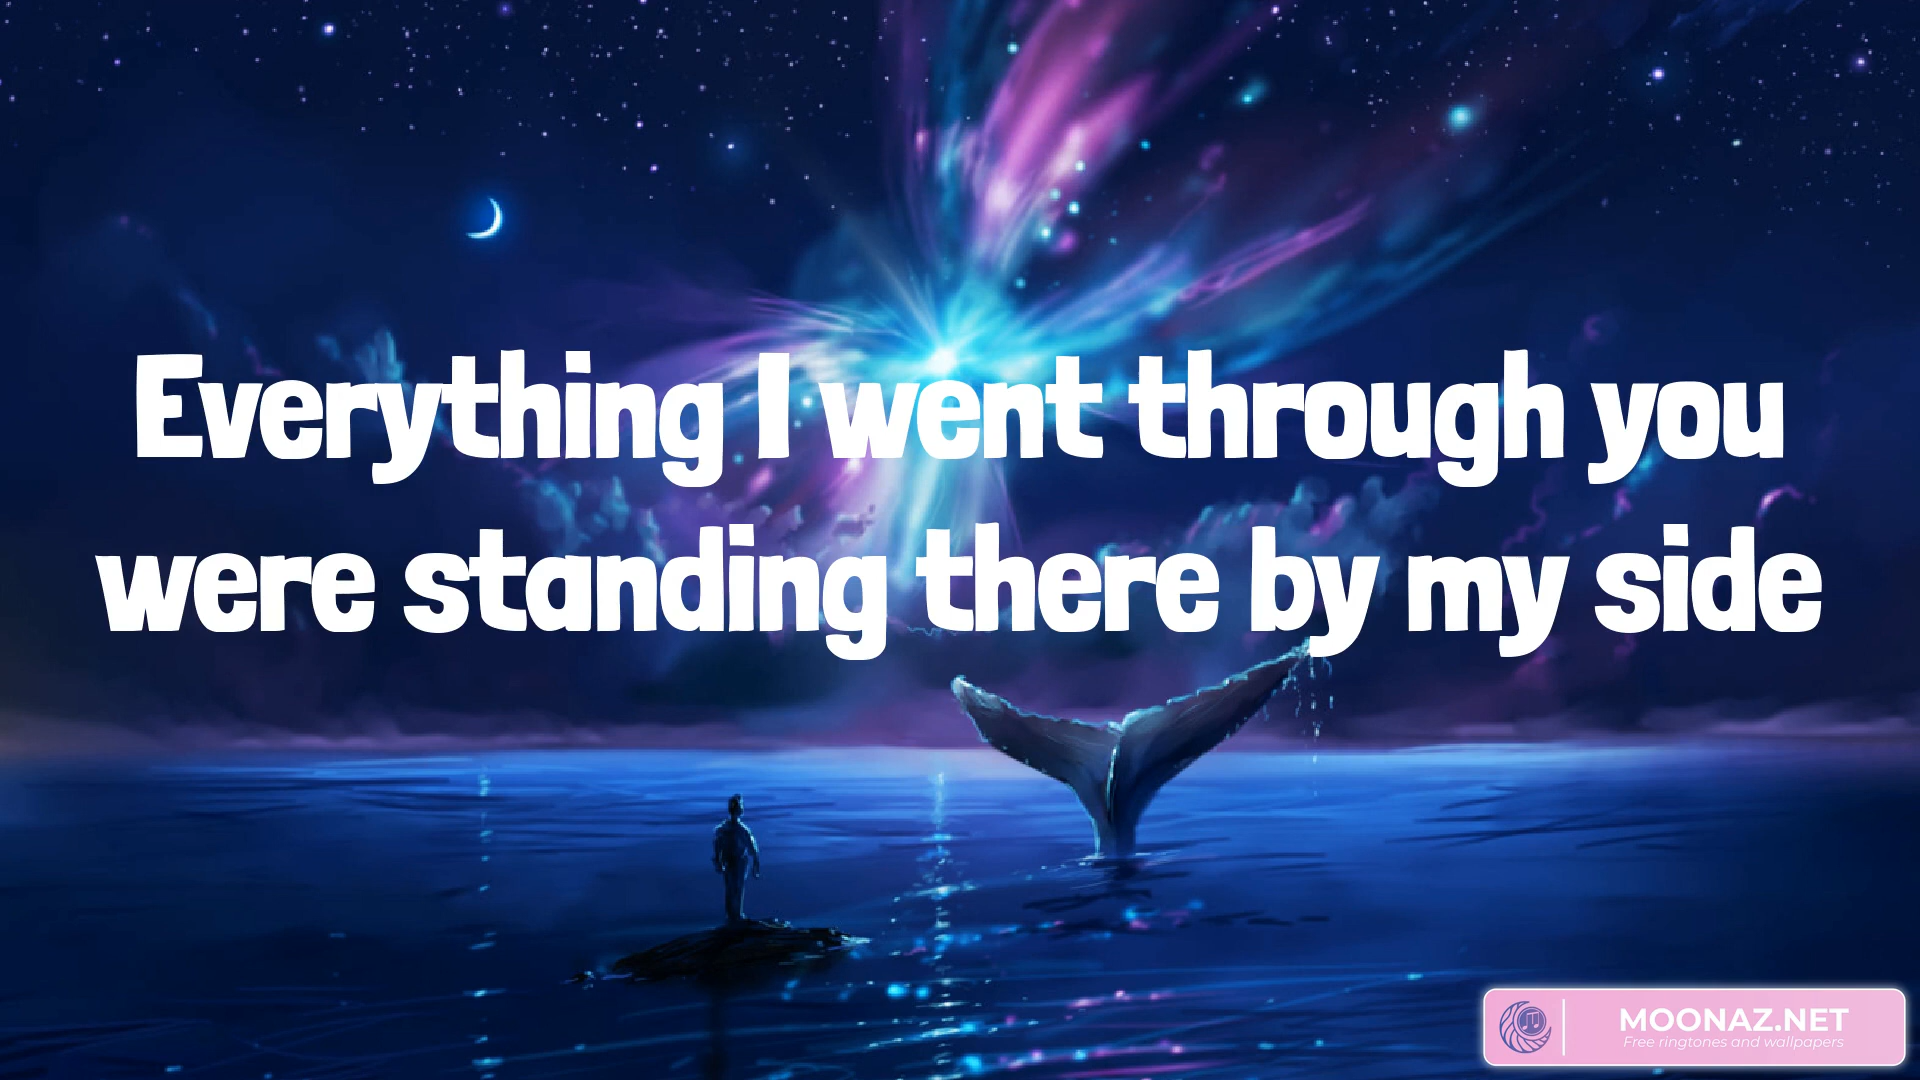 Everything I went through you
were standing there by my side
MOONAZ.NET
Free ringtones and wallpapers